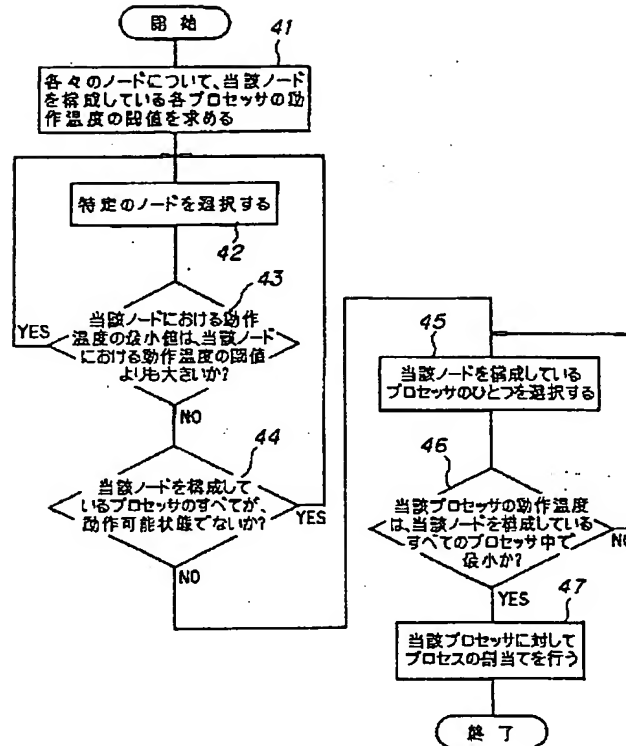 開始
41
各々のノードについて、当該ノード
を構成している各プロセッサの動
作温度の閾値を求める
特定のノードを選択する
42
43
当該ノードにおける動作
温度の最小値は、当該ノード
における動作温度の閾値
よりも大きいか?
YES
NO
44
当該ノードを構成して
いるプロセッサのすべてが、
動作可能状態でないか?
YES
NO
45
当該ノードを構成している
プロセッサのひとつを選択する
46
当該プロセッサの動作温度
は、当該ノードを構成している
すべてのプロセッサ中で
最小か?
NO
YES
47
当該プロセッサに対して
プロセスの割当てを行う
終了